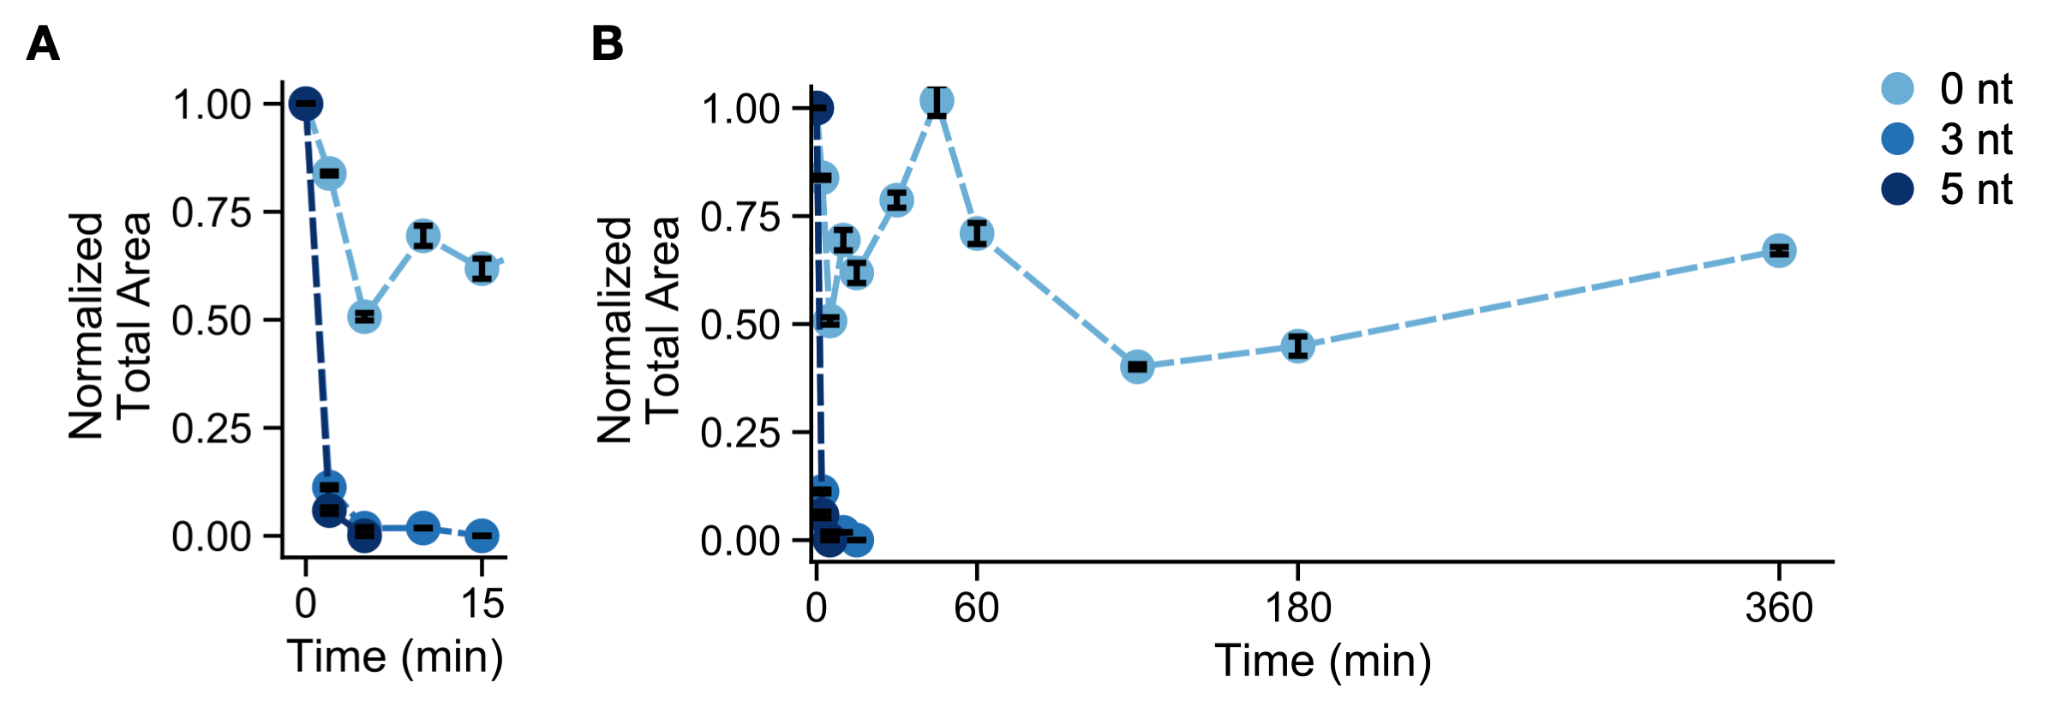 A
Normalized
Total Area
1.00
0.75
0.50
0.25
0.00
0
15
Time (min)
B
Normalized
Total Area
1.00
0.75
0.50
0.25
0.00
0
60
180
360
Time (min)
0 nt
3 nt
5 nt